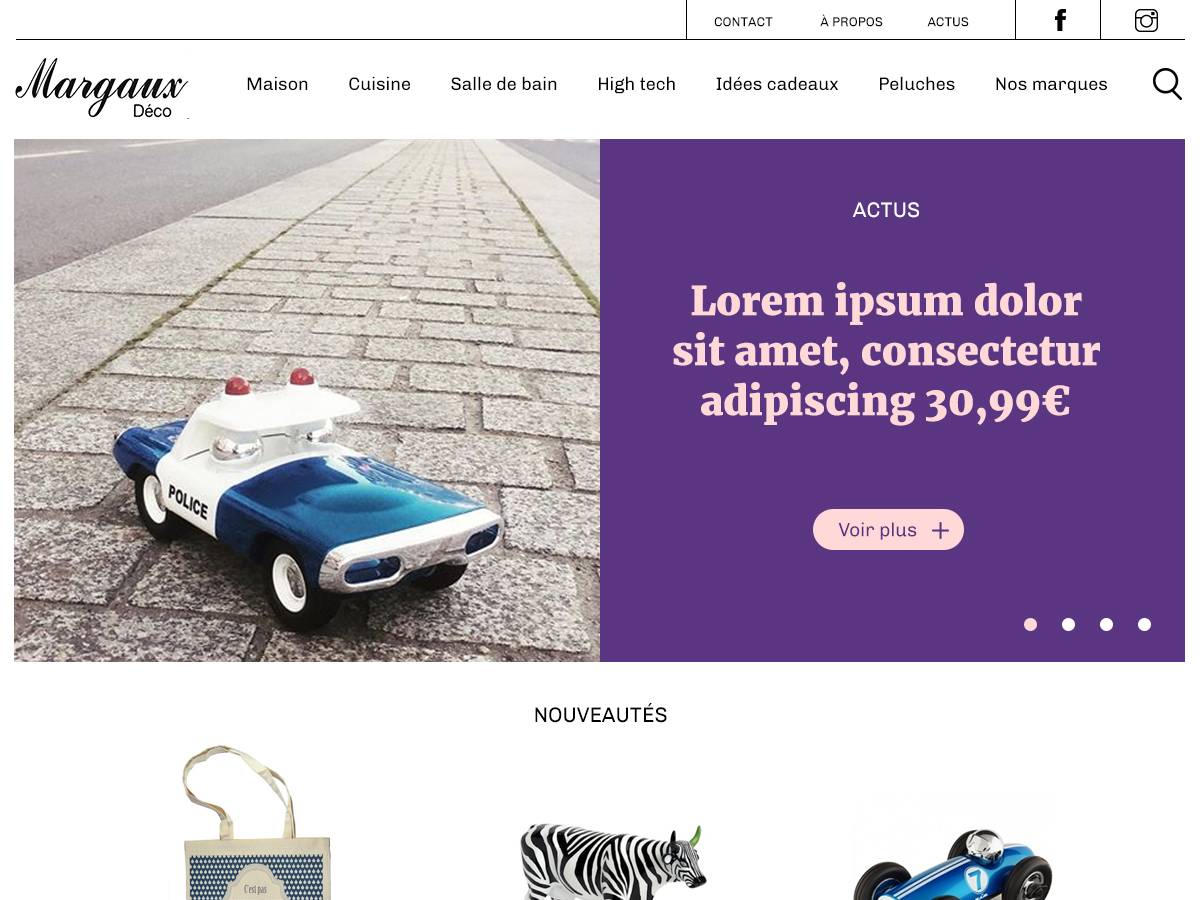 CONTACT
À PROPOS
ACTUS
Margaux
Déco
Maison
Cuisine
Salle de bain
High tech
Idées cadeaux
Peluches
Nos marques
POLICE
ACTUS
Lorem ipsum dolor
sit amet, consectetur
adipiscing 30,99€
Voir plus +
NOUVEAUTÉS
C'est pas
7